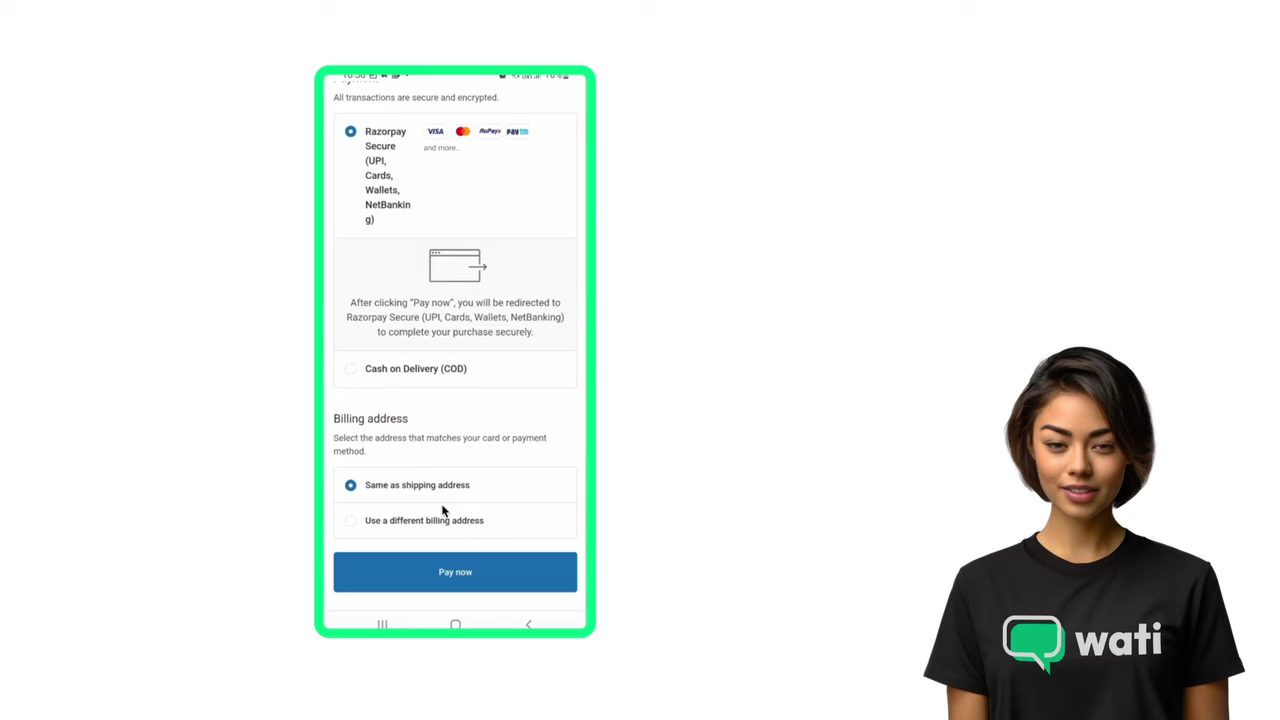 All transactions are secure and encrypted.
Razorpay
Secure
(UPI,
Cards,
Wallets,
NetBankin
g)
VISA RuPay Paytm
and more...
After clicking “Pay now”, you will be redirected to
Razorpay Secure (UPI, Cards, Wallets, NetBanking)
to complete your purchase securely.
Cash on Delivery (COD)
Billing address
Select the address that matches your card or payment
method.
Same as shipping address
Use a different billing address
Pay now
wati